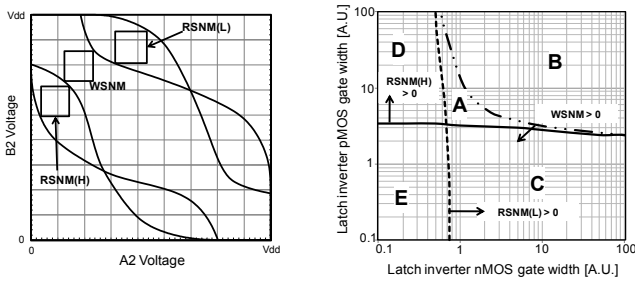 Vdd
RSNM(L)
WSNM
RSNM(H)
B2 Voltage
0
Vdd
A2 Voltage
100
10
1
0.1
0.1
1
10
100
D
B
RSNM(H)
> 0
A
WSNM > 0
C
E
RSNM(L) > 0
Latch inverter pMOS gate width [A.U.]
Latch inverter nMOS gate width [A.U.]